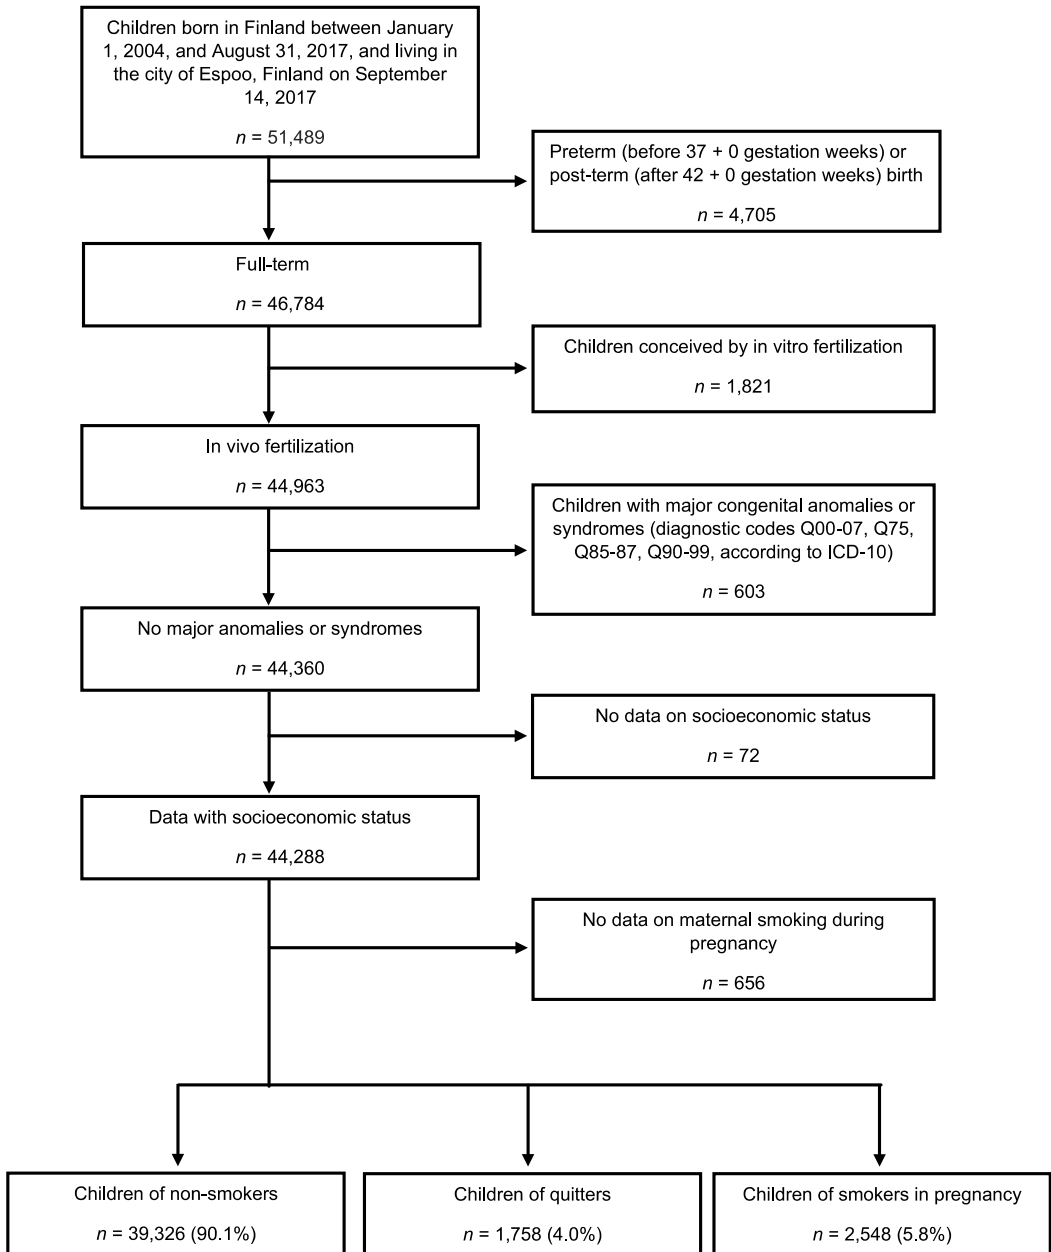 Children born in Finland between January
1, 2004, and August 31, 2017, and living in
the city of Espoo, Finland on September
14, 2017
n = 51,489
Preterm (before 37 + 0 gestation weeks) or
post-term (after 42 + 0 gestation weeks) birth
n = 4,705
Full-term
n = 46,784
Children conceived by in vitro fertilization
n = 1,821
In vivo fertilization
n = 44,963
Children with major congenital anomalies or
syndromes (diagnostic codes Q00-07, Q75,
Q85-87, Q90-99, according to ICD-10)
n = 603
No major anomalies or syndromes
n = 44,360
No data on socioeconomic status
n = 72
Data with socioeconomic status
n = 44,288
No data on maternal smoking during
pregnancy
n = 656
Children of non-smokers
n = 39,326 (90.1%)
Children of quitters
n = 1,758 (4.0%)
Children of smokers in pregnancy
n = 2,548 (5.8%)